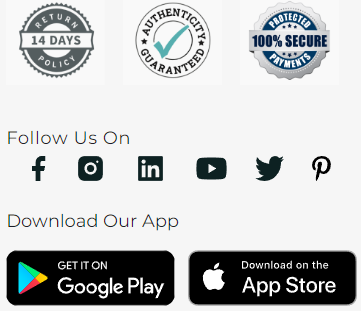 RETURN
14 DAYS
POLICY
AUTHENTICITY
GUARANTEED
PROTECTED
100% SECURE
PAYMENTS
Follow Us On
Download Our App
GET IT ON
Google Play
Download on the
App Store